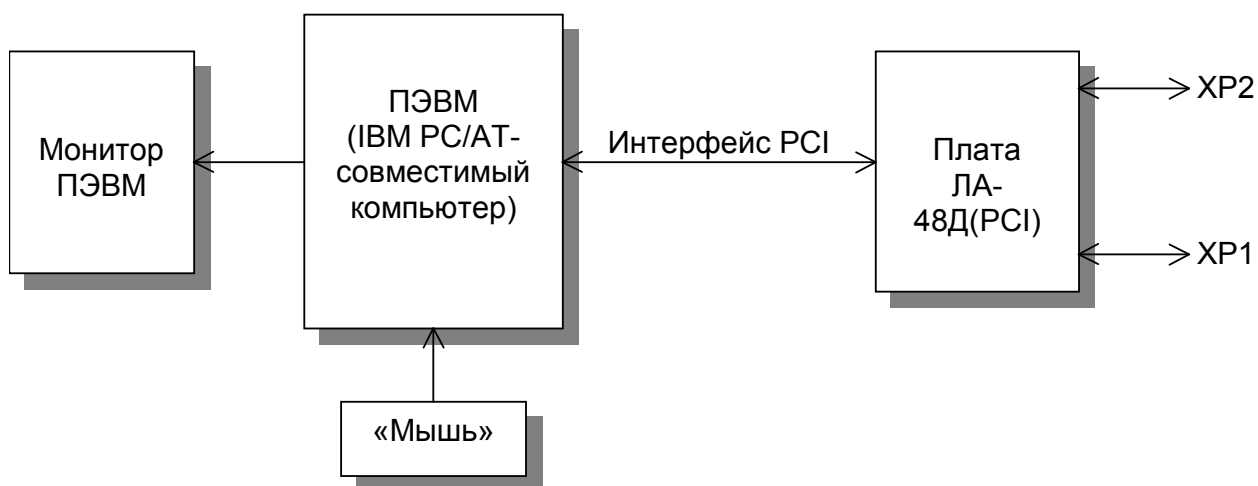 Монитор
ПЭВМ
ПЭВМ
(IBM PC/AT-
совместимый
компьютер)
Интерфейс PCI
Плата
ЛА-
48Д(PCI)
XP2
XP1
«Мышь»